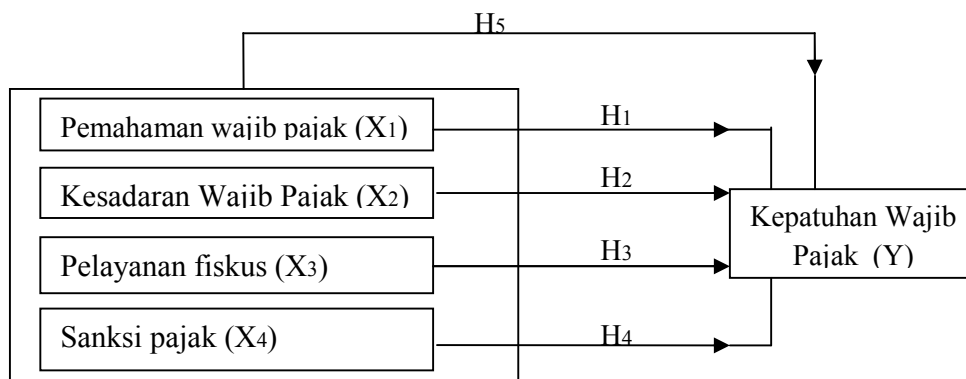 H5
Pemahaman wajib pajak (X1)
H1
Kesadaran Wajib Pajak (X2)
H2
Kepatuhan Wajib
Pajak (Y)
Pelayanan fiskus (X3)
H3
Sanksi pajak (X4)
H4